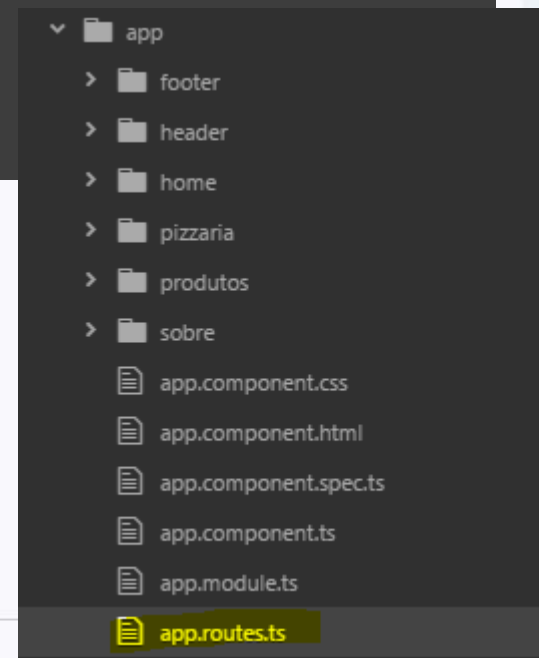 app
footer
header
home
pizzaria
produtos
sobre
app.component.css
app.component.html
app.component.spec.ts
app.component.ts
app.module.ts
app.routes.ts